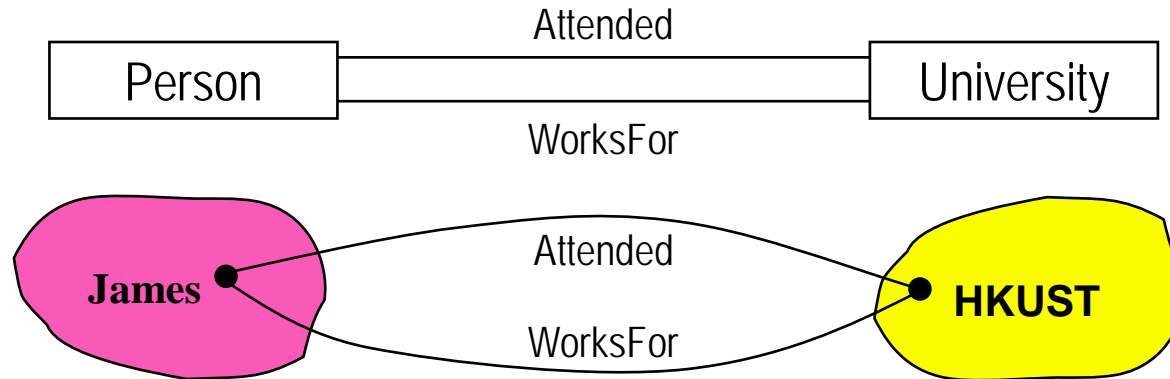 Attended
Person
University
WorksFor
Attended
James
HKUST
WorksFor